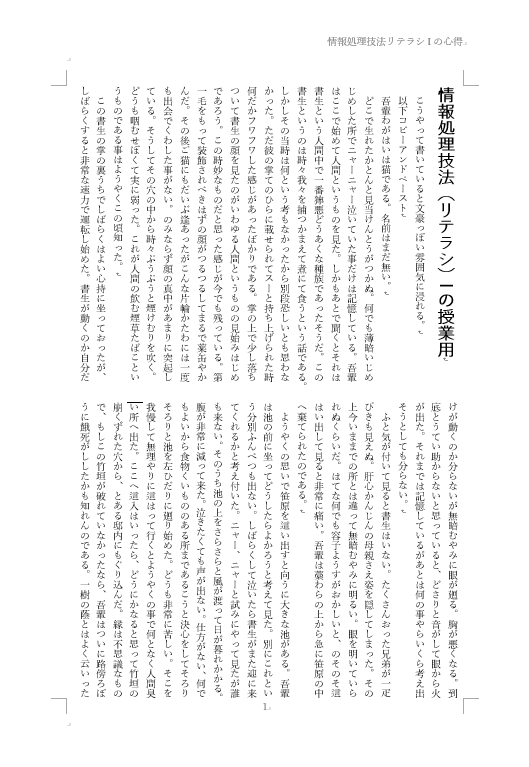 情報処理技法リテラシＩの心得
情報処理技法（リテラシ）Ｉの授業用
こうやって書いていると文豪っぽい雰囲気に浸れる。
以下コピーアンドペースト
吾輩わがはいは猫である。名前はまだ無い。
どこで生れたかとんと見当けんとうがつかぬ。何でも薄暗いじめ
じめした所でニャーニャー泣いていた事だけは記憶している。吾輩
はここで始めて人間というものを見た。しかもあとで聞くとそれは
書生という人間中で一番獰悪どうあくな種族であったそうだ。この
書生というのは時々我々を捕つかまえて煮にて食うという話である。
しかしその当時は何という考もなかったから別段恐しいとも思わな
かった。ただ彼の掌てのひらに載せられてスーと持ち上げられた時
何だかフワフワした感じがあったばかりである。掌の上で少し落ち
ついて書生の顔を見たのがいわゆる人間というものの見始みはじめ
であろう。この時妙なものだと思った感じが今でも残っている。第
一毛をもって装飾されべきはずの顔がつるつるしてまるで薬缶やか
んだ。その後ご猫にもだいぶ逢あったがこんな片輪かたわには一度
も出会でくわした事がない。のみならず顔の真中があまりに突起し
ている。そうしてその穴の中から時々ぷうぷうと煙けむりを吹く。
どうも咽むせぽくて実に弱った。これが人間の飲む煙草たばことい
うものである事はようやくこの頃知った。
この書生の掌の裏うちでしばらくはよい心持に坐っておったが、
しばらくすると非常な速力で運転し始めた。書生が動くのか自分だ
けが動くのか分らないが無暗むやみに眼が廻る。胸が悪くなる。到
底とうてい助からないと思っていると、どさりと音がして眼から火
が出た。それまでは記憶しているがあとは何の事やらいくら考え出
そうとしても分らない。
ふと気が付いて見ると書生はいない。たくさんおった兄弟が一疋
ぴきも見えぬ。肝心かんじんの母親さえ姿を隠してしまった。その
上今いままでの所とは違って無暗むやみに明るい。眼を明いていら
れぬくらいだ。はてな何でも容子ようすがおかしいと、のそのそ這
はい出して見ると非常に痛い。吾輩は藁わらの上から急に笹原の中
へ棄てられたのである。
ようやくの思いで笹原を這い出すと向うに大きな池がある。吾輩
は池の前に坐ってどうしたらよかろうと考えて見た。別にこれとい
う分別ふんべつも出ない。しばらくして泣いたら書生がまた迎に来
てくれるかと考え付いた。ニャー、ニャーと試みにやって見たが誰
も来ない。そのうち池の上をさらさらと風が渡って日が暮れかかる。
腹が非常に減って来た。泣きたくても声が出ない。仕方がない、何で
もよいから食物くいもののある所まであるこうと決心をしてそろり
そろりと池を左ひだりに廻り始めた。どうも非常に苦しい。そこを
我慢して無理やりに這はって行くとようやくの事で何となく人間臭
い所へ出た。ここへ這入はいったら、どうにかなると思って竹垣の
崩くずれた穴から、とある邸内にもぐり込んだ。縁は不思議なもの
で、もしこの竹垣が破れていなかったなら、吾輩はついに路傍ろぼ
うに餓死がししたかも知れんのである。一樹の蔭とはよく云いった
1